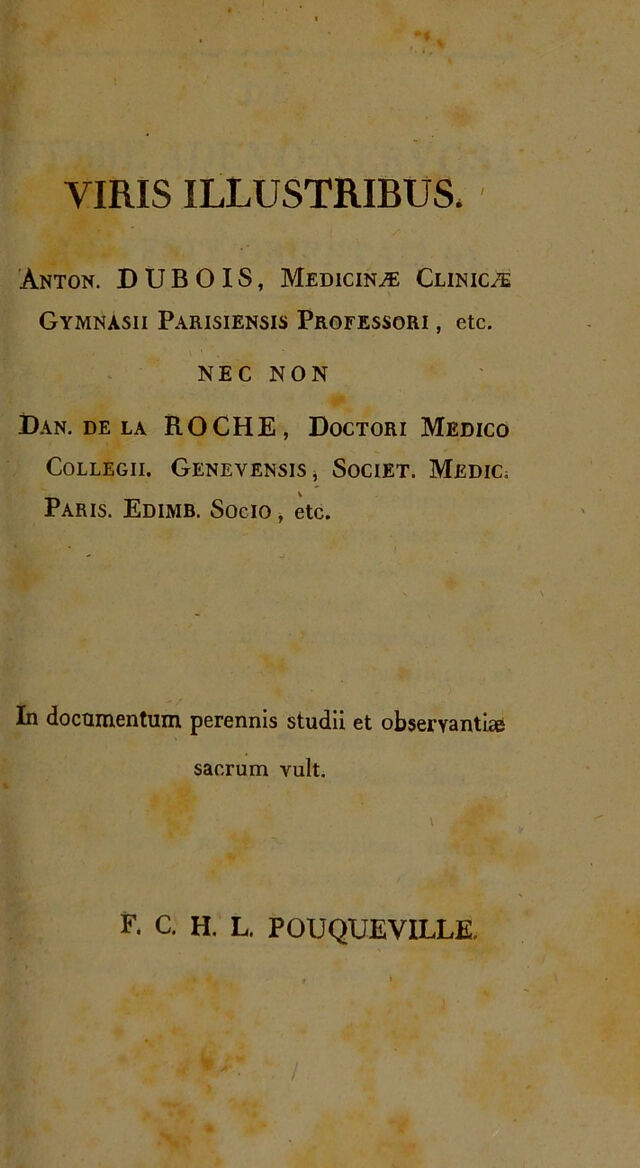 VIRIS ILLUSTRIBUS.
ANTON. DUBOIS, MEDICINÆ CLINICÆ
GYMNASII PARISIENSIS PROFESSORI, etc.
NEC NON
DAN. DE LA ROCHE, DOCTORI MEDICO
COLLEGII. GENEVENSIS, SOCIET. MEDIC.
PARIS. EDIMB. SOCIO, etc.
In documentum perennis studii et observantiæ
sacrum vult.
F. C. H. L. POUQUEVILLE.